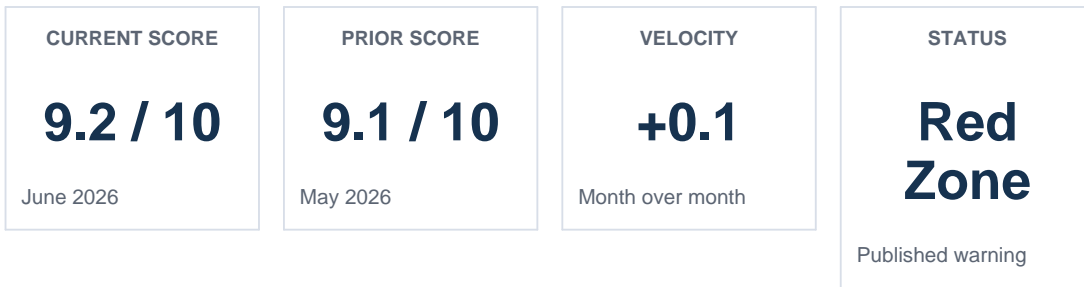 CURRENT SCORE
9.2 / 10
June 2026
PRIOR SCORE
9.1 / 10
May 2026
VELOCITY
+0.1
Month over month
STATUS
Red
Zone
Published warning